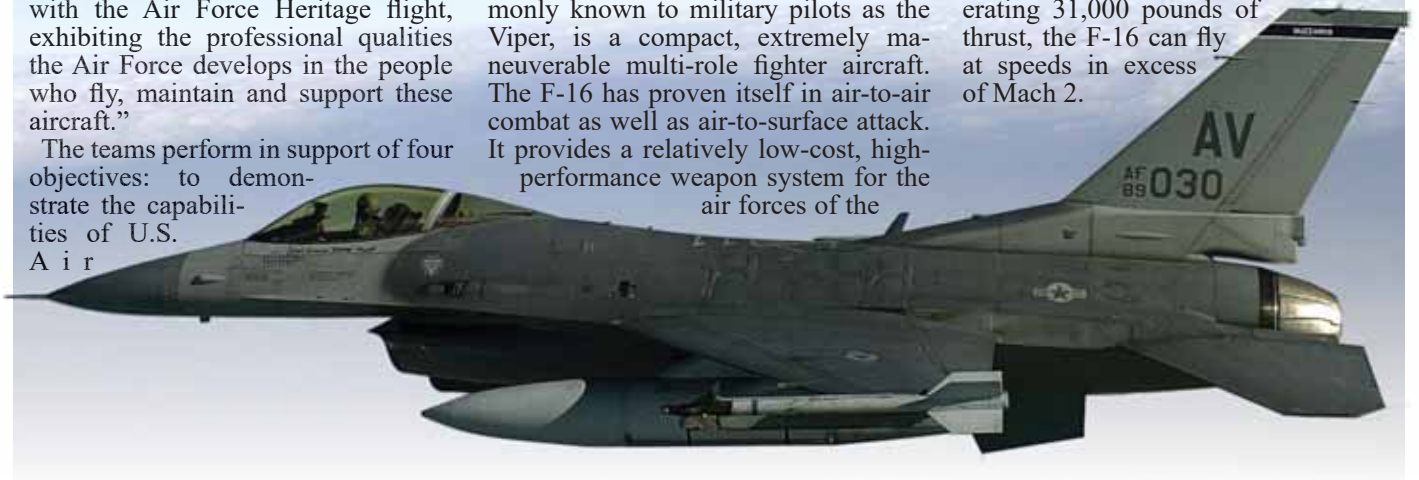 with the Air Force Heritage flight,
exhibiting the professional qualities
the Air Force develops in the people
who fly, maintain and support these
aircraft.”
The teams perform in support of four
objectives: to demon-
strate the capabili-
ties of U.S.
A i r
monly known to military pilots as the
Viper, is a compact, extremely ma-
neuverable multi-role fighter aircraft.
The F-16 has proven itself in air-to-air
combat as well as air-to-surface attack.
It provides a relatively low-cost, high-
performance weapon system for the
air forces of the
erating 31,000 pounds of
thrust, the F-16 can fly
at speeds in excess
of Mach 2.
AV
AF
89 030